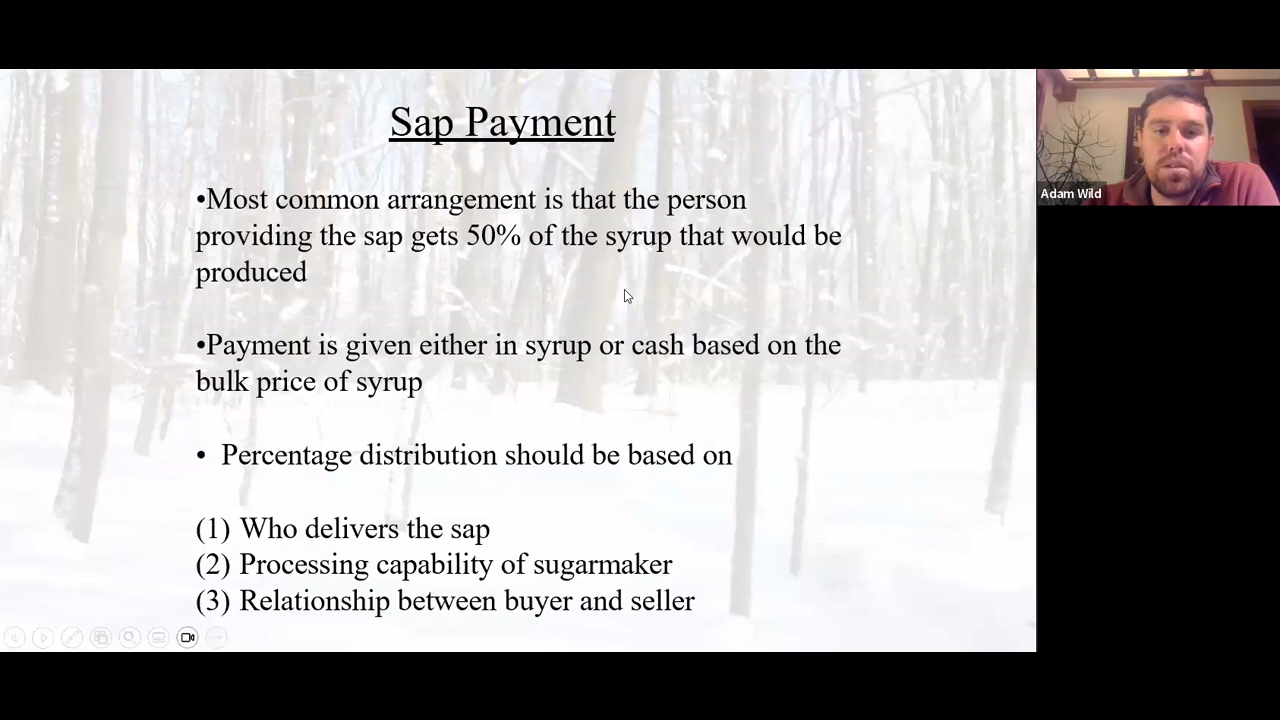 Sap Payment
•Most common arrangement is that the person
providing the sap gets 50% of the syrup that would be
produced
•Payment is given either in syrup or cash based on the
bulk price of syrup
• Percentage distribution should be based on
(1) Who delivers the sap
(2) Processing capability of sugarmaker
(3) Relationship between buyer and seller
Adam Wild